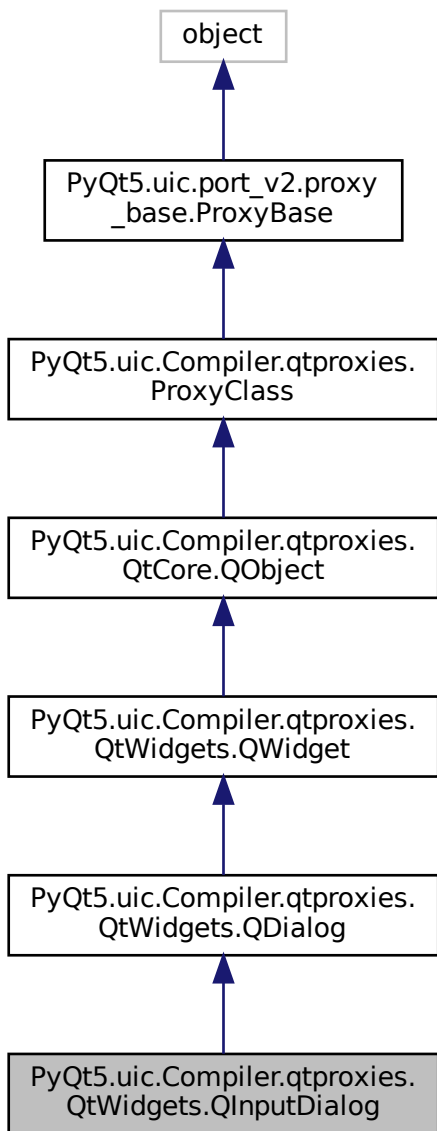 object
PyQt5.uic.port_v2.proxy
_base.ProxyBase
PyQt5.uic.Compiler.qtproxies.
ProxyClass
PyQt5.uic.Compiler.qtproxies.
QtCore.QObject
PyQt5.uic.Compiler.qtproxies.
QtWidgets.QWidget
PyQt5.uic.Compiler.qtproxies.
QtWidgets.QDialog
PyQt5.uic.Compiler.qtproxies.
QtWidgets.QInputDialog